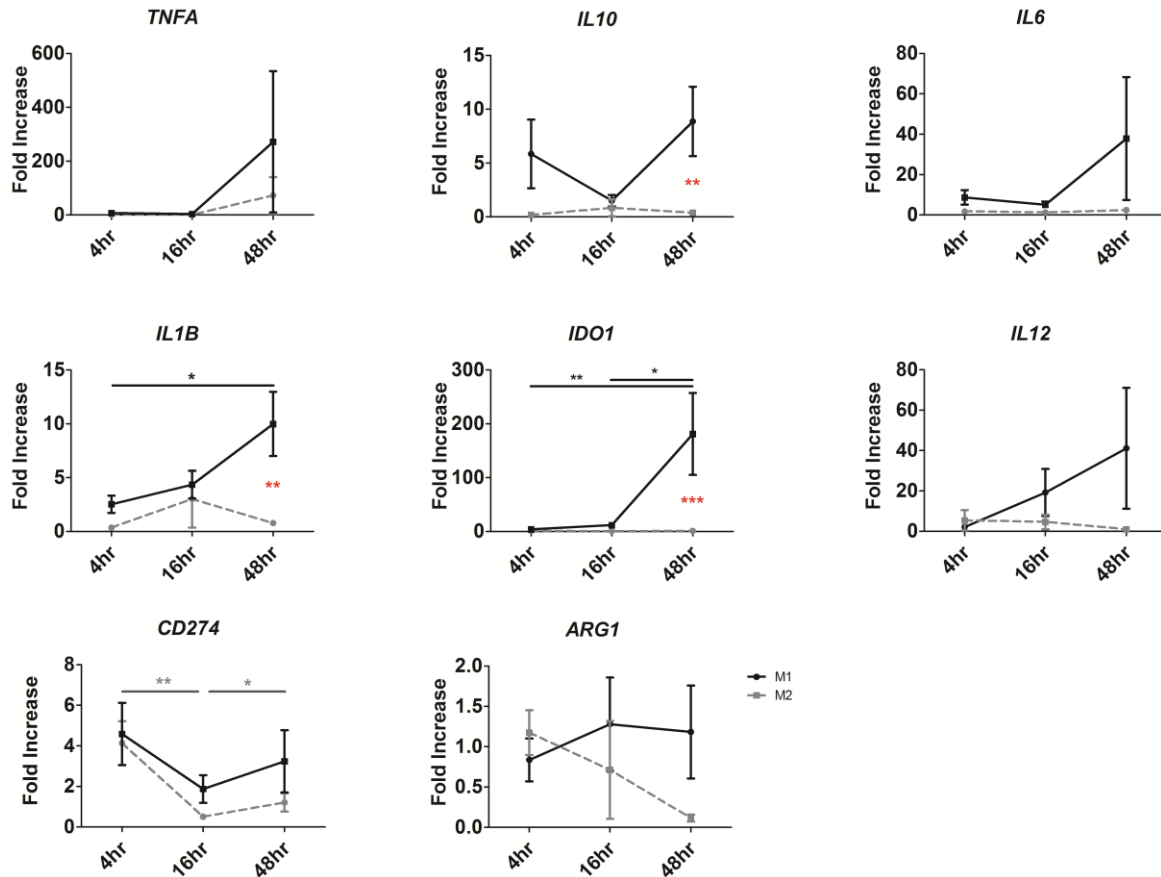 TNFA
Fold Increase
600
400
200
0
4hr
16hr
48hr
IL10
Fold Increase
15
10
5
0
**
4hr
16hr
48hr
IL6
Fold Increase
80
60
40
20
0
4hr
16hr
48hr
IL1B
Fold Increase
15
10
5
0
*
**
4hr
16hr
48hr
IDO1
Fold Increase
300
200
100
0
**
*
***
4hr
16hr
48hr
IL12
Fold Increase
80
60
40
20
0
4hr
16hr
48hr
CD274
Fold Increase
8
6
4
2
0
**
*
4hr
16hr
48hr
ARG1
Fold Increase
2.0
1.5
1.0
0.5
0.0
4hr
16hr
48hr
M1
M2